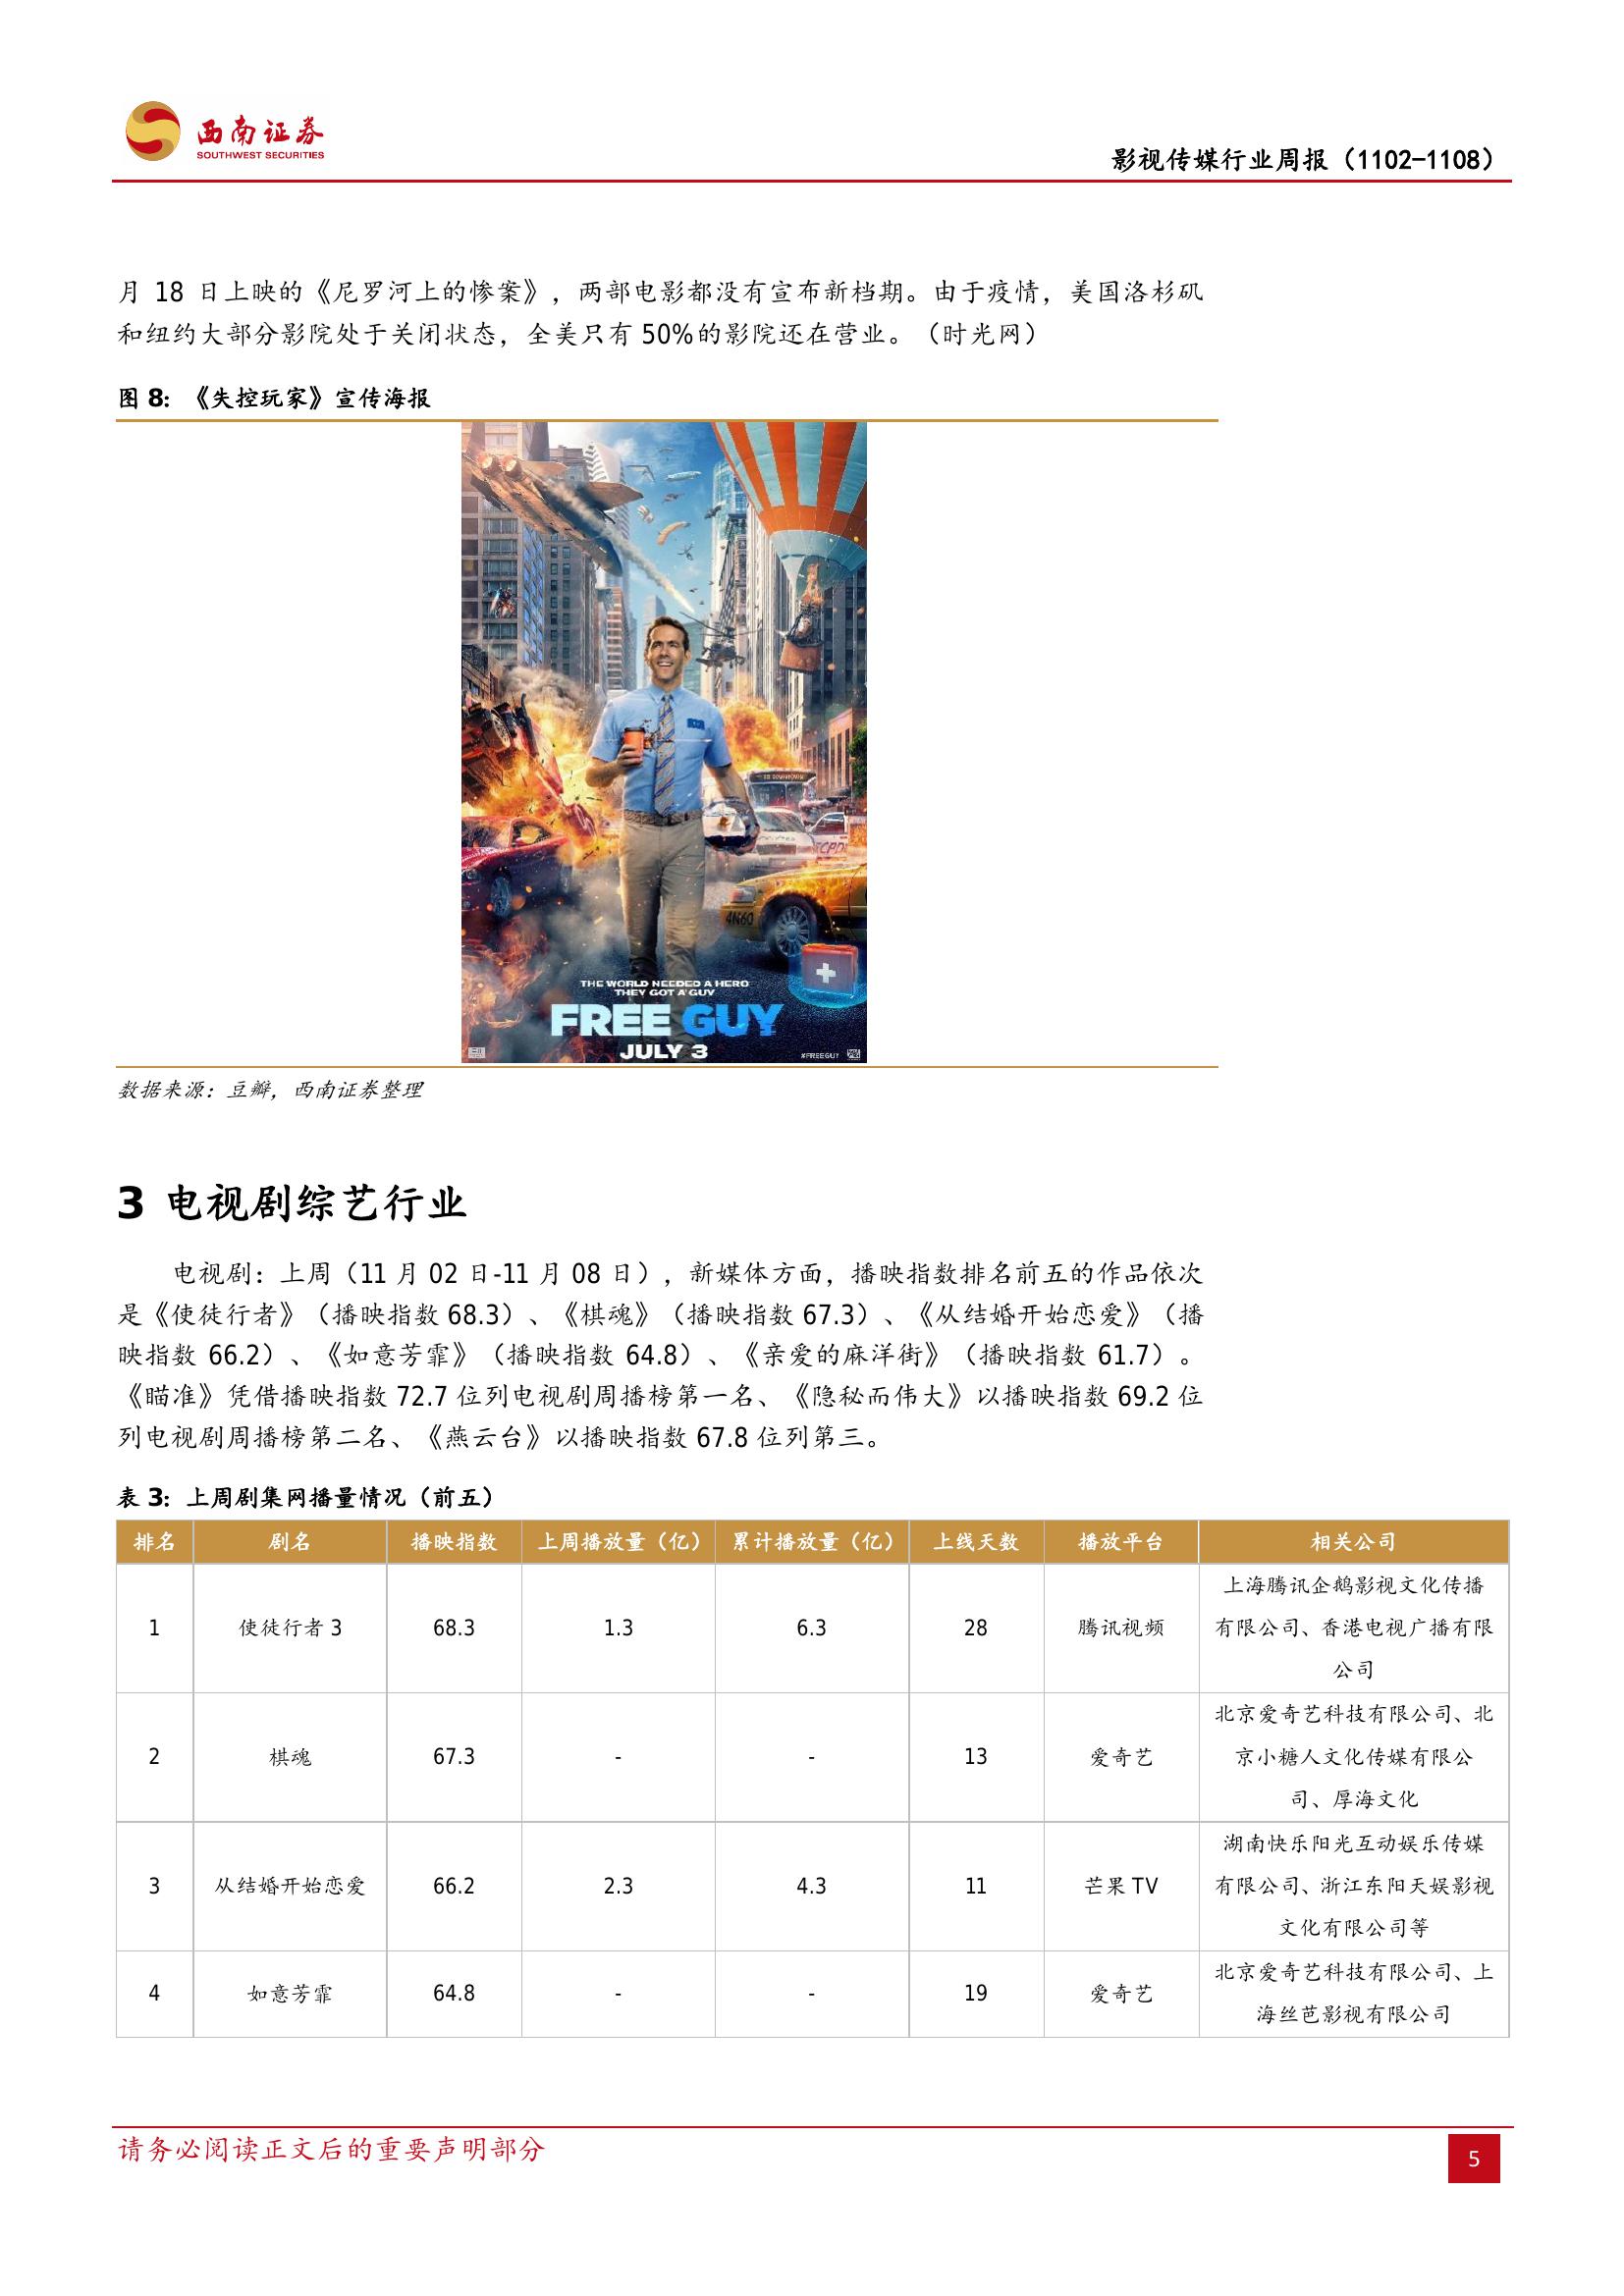 西南证券
SOUTHWEST SECURITIES
影视传媒行业周报（1102-1108）
月 18 日上映的《尼罗河上的惨案》，两部电影都没有宣布新档期。由于疫情，美国洛杉矶
和纽约大部分影院处于关闭状态，全美只有 50%的影院还在营业。（时光网）
图 8：《失控玩家》宣传海报
4N60
THE WORLD NEEDED A HERO
THEY GOT A GUY
FREE GUY
JULY 3
#FREEGUY
数据来源：豆瓣，西南证券整理
3 电视剧综艺行业
电视剧：上周（11 月 02 日-11 月 08 日），新媒体方面，播映指数排名前五的作品依次
是《使徒行者》（播映指数 68.3）、《棋魂》（播映指数 67.3）、《从结婚开始恋爱》（播
映指数 66.2）、《如意芳霏》（播映指数 64.8）、《亲爱的麻洋街》（播映指数 61.7）。
《瞄准》凭借播映指数 72.7 位列电视剧周播榜第一名、《隐秘而伟大》以播映指数 69.2 位
列电视剧周播榜第二名、《燕云台》以播映指数 67.8 位列第三。
表 3：上周剧集网播量情况（前五）
排名 剧名 播映指数 上周播放量（亿） 累计播放量（亿） 上线天数 播放平台 相关公司
上海腾讯企鹅影视文化传播
1 使徒行者 3 68.3 1.3 6.3 28 腾讯视频 有限公司、香港电视广播有限
公司
北京爱奇艺科技有限公司、北
2 棋魂 67.3 - - 13 爱奇艺 京小糖人文化传媒有限公
司、厚海文化
湖南快乐阳光互动娱乐传媒
3 从结婚开始恋爱 66.2 2.3 4.3 11 芒果 TV 有限公司、浙江东阳天娱影视
文化有限公司等
北京爱奇艺科技有限公司、上
4 如意芳霏 64.8 - - 19 爱奇艺
海丝芭影视有限公司
请务必阅读正文后的重要声明部分
5